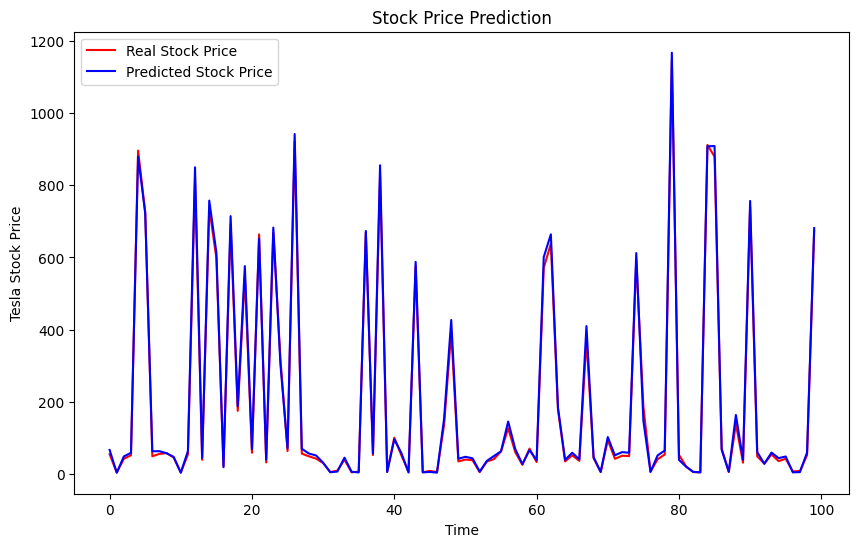 Stock Price Prediction
Real Stock Price
Predicted Stock Price
Tesla Stock Price
1200
1000
800
600
400
200
0
0 20 40 60 80 100
Time